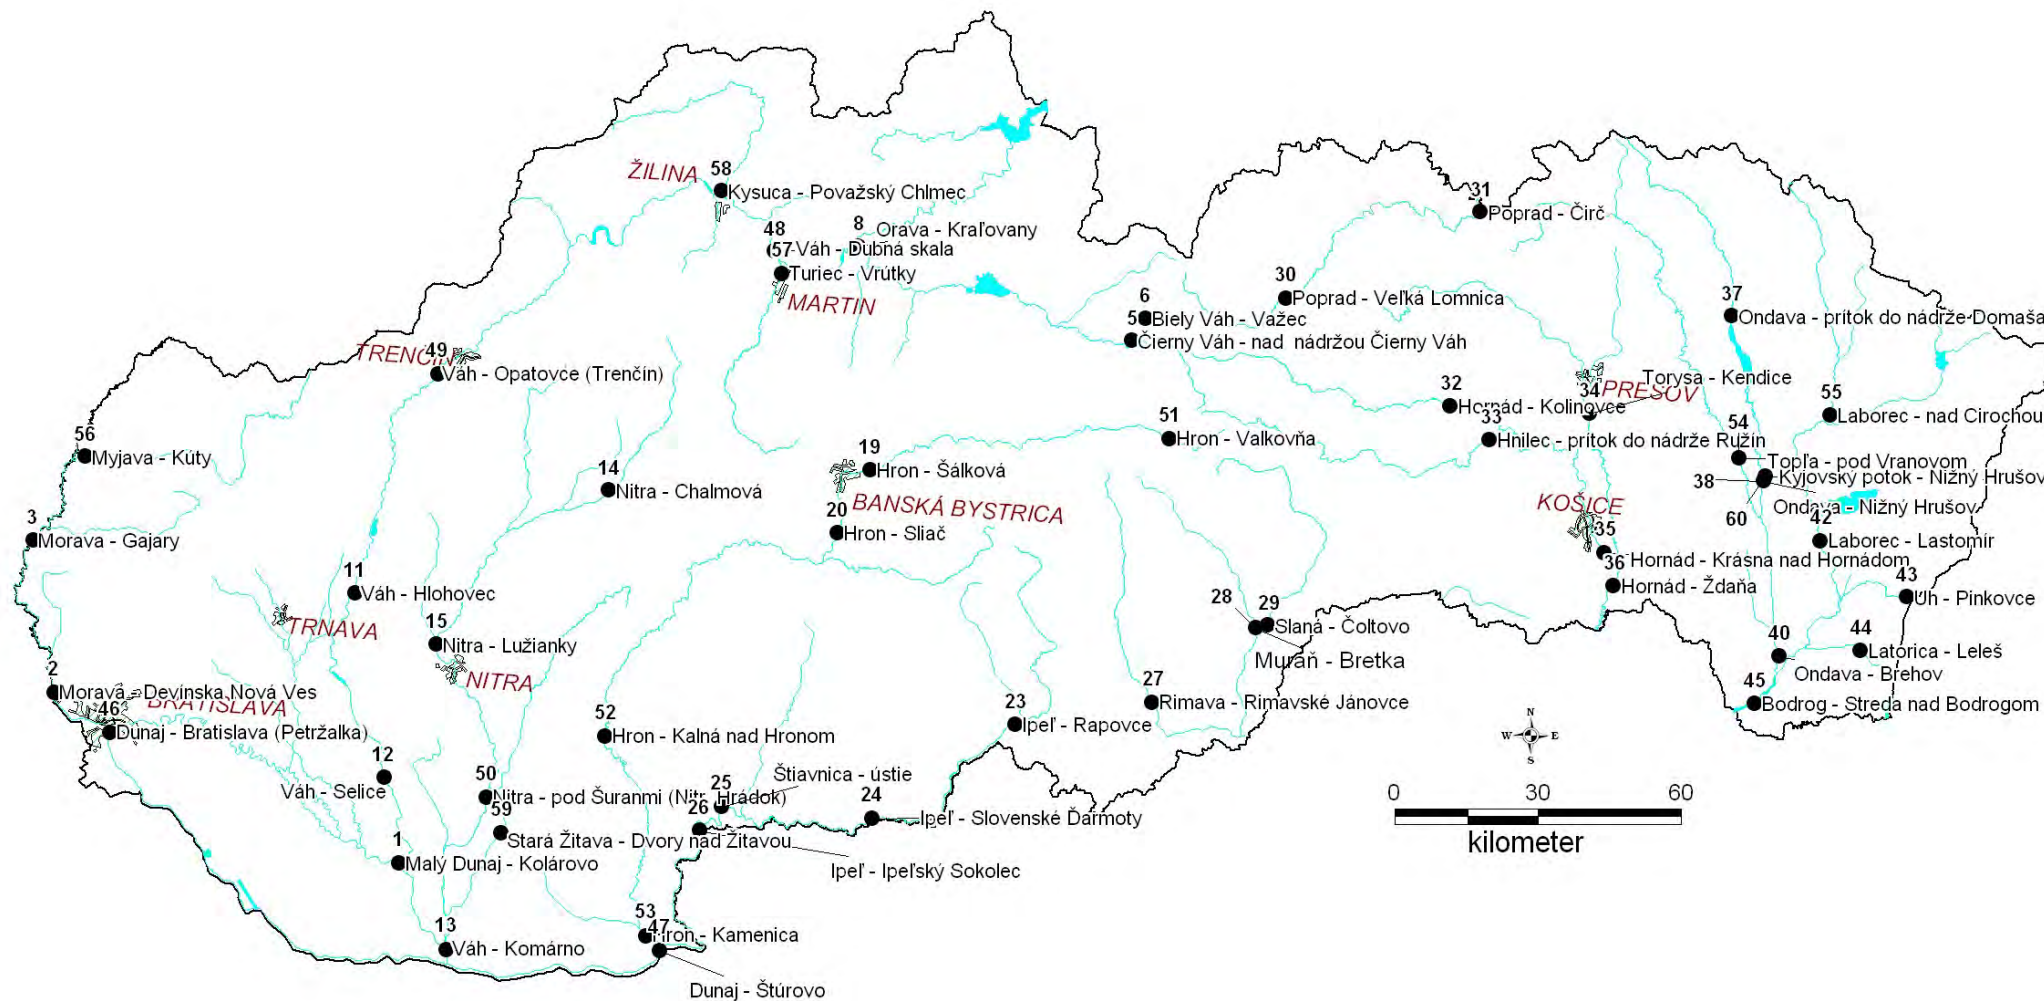 58
ŽILINA
Kysuca - Považský Chlmec
31
Poprad - Čirč
48
8
Orava - Kraľovany
Váh - Dubná skala
57
Turiec - Vrútky
MARTIN
30
Poprad - Veľká Lomnica
6
Biely Váh - Važec
5
Čierny Váh - nad nádržou Čierny Váh
37
Ondava - prítok do nádrže Domaša
TRENČÍN
49
Váh - Opatovce (Trenčín)
Torysa - Kendice
PREŠOV
34
32
Hornád - Kolinovce
33
Hnilec - prítok do nádrže Ružín
55
Laborec - nad Cirochou
51
Hron - Valkovňa
54
Topľa - pod Vranovom
56
Myjava - Kúty
19
Hron - Šálková
14
Nitra - Chalmová
38
Kyjovský potok - Nižný Hrušov
Ondava - Nižný Hrušov
60
BANSKÁ BYSTRICA
20
Hron - Sliač
KOŠICE
35
Hornád - Krásna nad Hornádom
36
Hornád - Ždaňa
42
Laborec - Lastomír
3
Morava - Gajary
11
Váh - Hlohovec
43
Uh - Pinkovce
TRNAVA
15
Nitra - Lužianky
NITRA
28
29
Slaná - Čoltovo
Muráň - Bretka
40
Ondava - Brehov
44
Latorica - Leleš
2
Morava - Devínska Nová Ves
BRATISLAVA
46
Dunaj - Bratislava (Petržalka)
27
Rimava - Rimavské Jánovce
45
Bodrog - Streda nad Bodrogom
23
Ipeľ - Rapovce
52
Hron - Kalná nad Hronom
N
W
E
S
12
Váh - Selice
50
Nitra - pod Šuranmi (Nitr. Hrádok)
25
Štiavnica - ústie
24
Ipeľ - Slovenské Ďarmoty
26
Ipeľ - Ipeľský Sokolec
59
Stará Žitava - Dvory nad Žitavou
0
30
60
kilometer
1
Malý Dunaj - Kolárovo
13
Váh - Komárno
53
Hron - Kamenica
47
Dunaj - Štúrovo